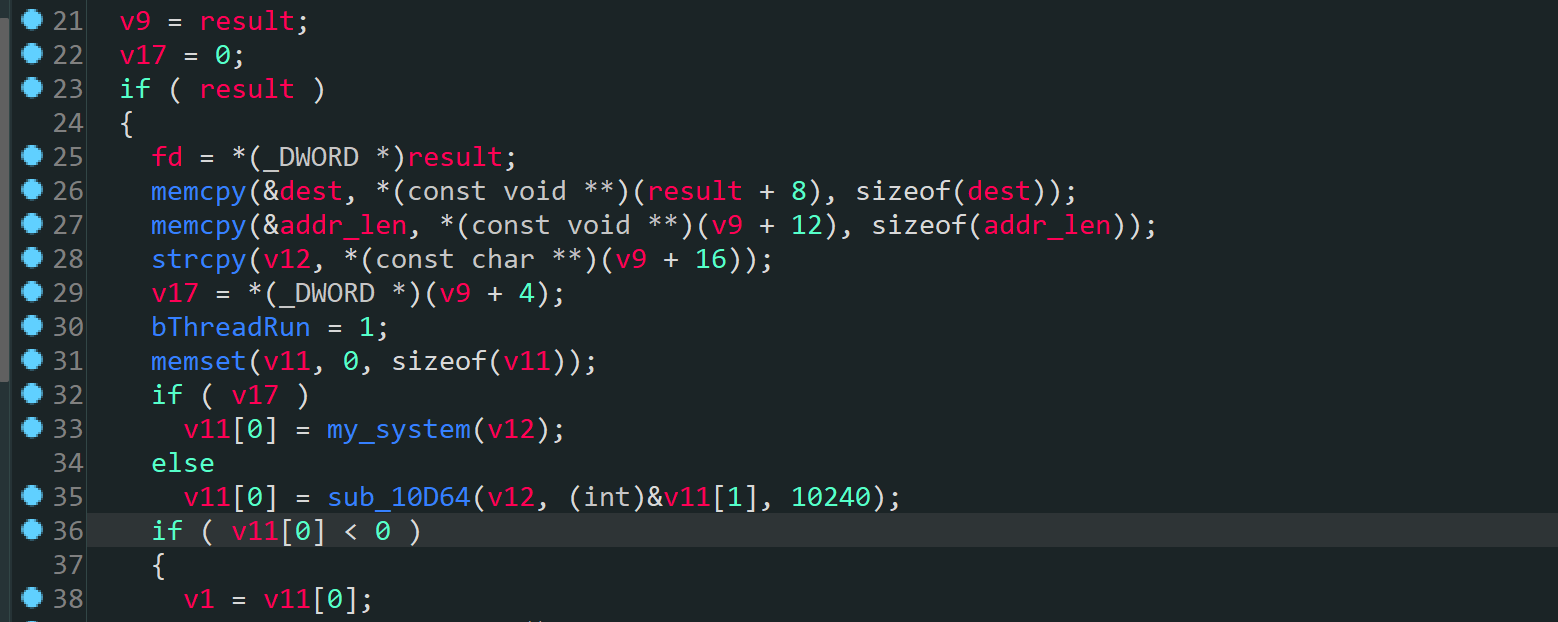 21 v9 = result;
22 v17 = 0;
23 if ( result )
24 {
25 fd = *(_DWORD *)result;
26 memcpy(&dest, *(const void **)(result + 8), sizeof(dest));
27 memcpy(&addr_len, *(const void **)(v9 + 12), sizeof(addr_len));
28 strcpy(v12, *(const char **)(v9 + 16));
29 v17 = *(_DWORD *)(v9 + 4);
30 bThreadRun = 1;
31 memset(v11, 0, sizeof(v11));
32 if ( v17 )
33 v11[0] = my_system(v12);
34 else
35 v11[0] = sub_10D64(v12, (int)&v11[1], 10240);
36 if ( v11[0] < 0 )
37 {
38 v1 = v11[0];